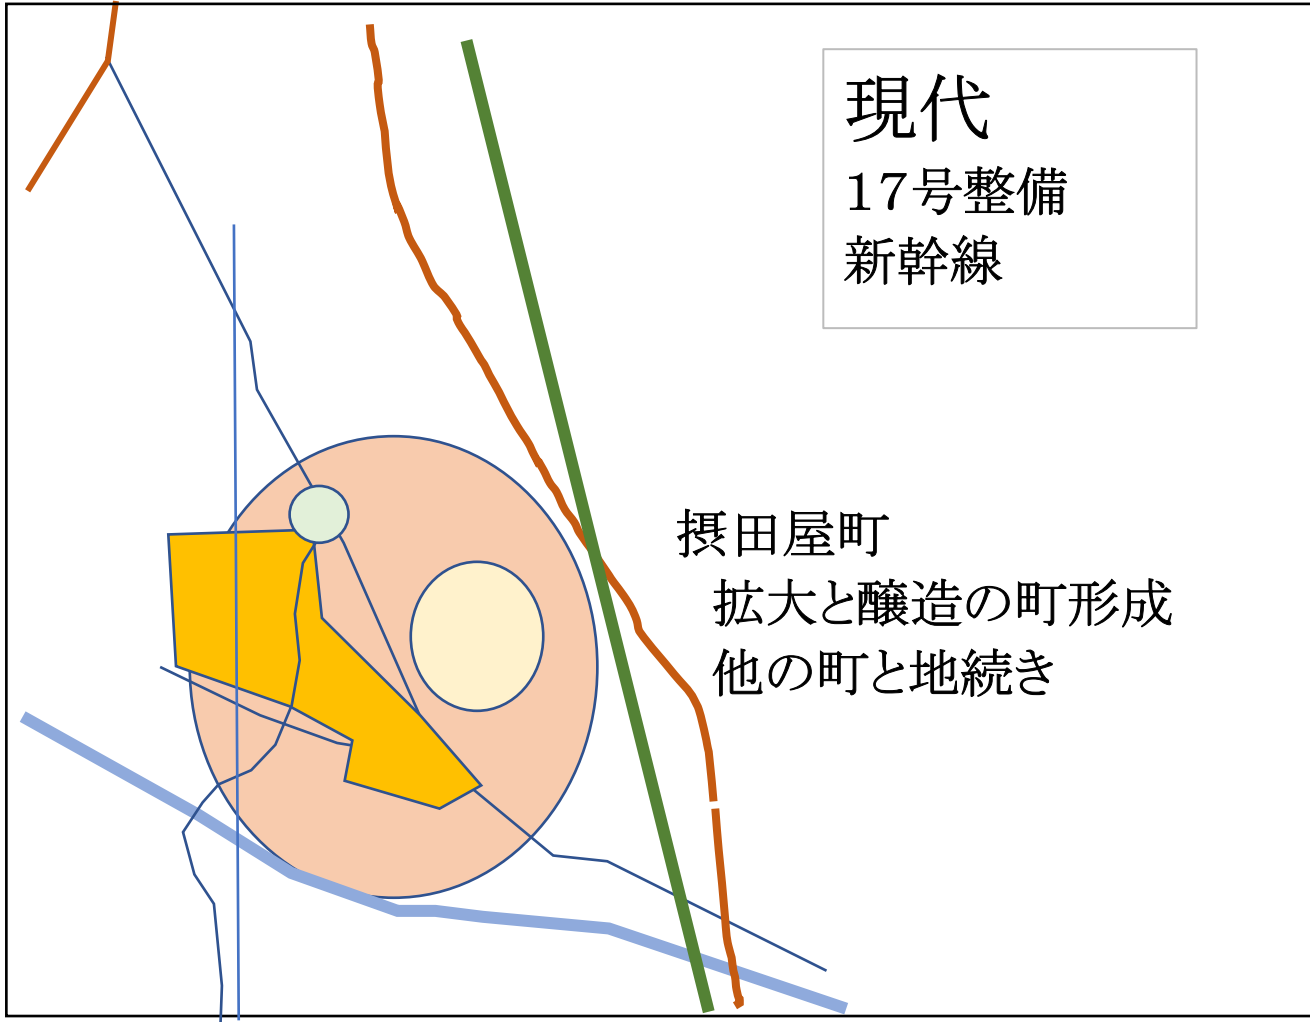 現代
１７号整備
新幹線
摂田屋町
拡大と醸造の町形成
他の町と地続き